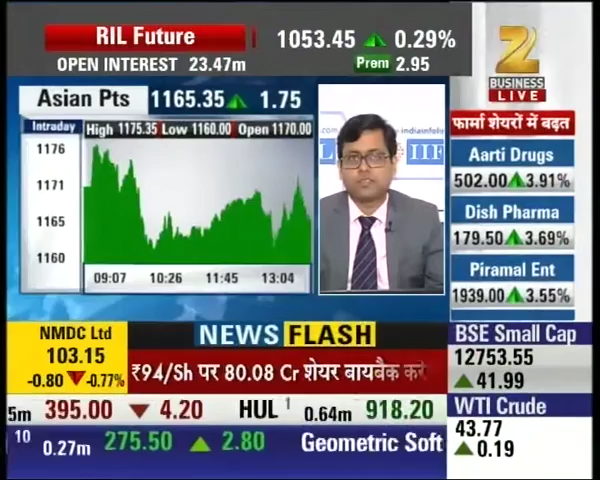 RIL Future
1053.45 0.29%
OPEN INTEREST 23.47m
Prem 2.95
Z
BUSINESS
LIVE
Asian Pts 1165.35 1.75
Intraday High 1175.35 Low 1160.00 Open 1170.00
1176
1171
1165
1160
09:07 10:26 11:45 13:04
.com
indiainfoli
IIF
फार्मा शेयरों में बढ़त
Aarti Drugs
502.00 3.91%
Dish Pharma
179.50 3.69%
Piramal Ent
1939.00 3.55%
NMDC Ltd
103.15
-0.80 -0.77%
NEWS FLASH
₹94/Sh पर 80.08 Cr शेयर बायबैक करे
BSE Small Cap
12753.55
41.99
WTI Crude
43.77
0.19
5m 395.00 4.20 HUL 1 0.64m 918.20
10 0.27m 275.50 2.80 Geometric Soft